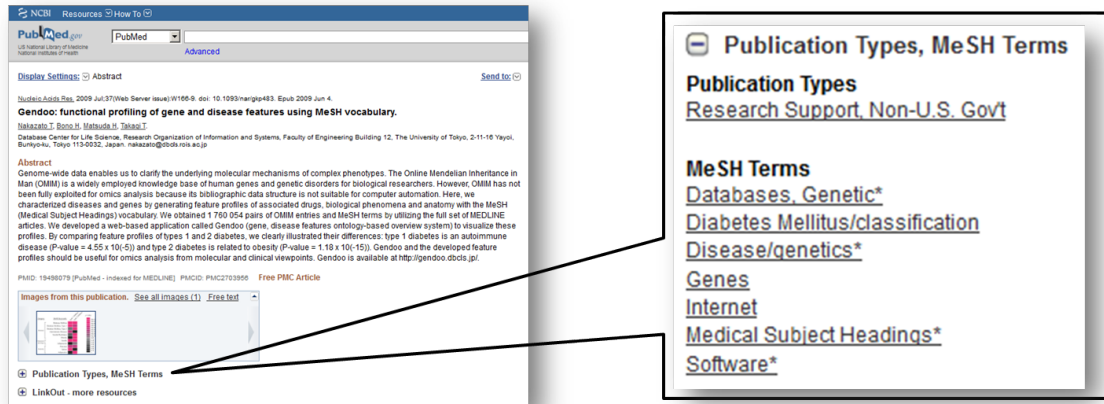 NCBI Resources How To
PubMed.gov
US National Library of Medicine
National Institutes of Health
PubMed
Advanced
Display Settings: Abstract
Send to:
Nucleic Acids Res. 2009 Jul;37(Web Server issue):W166-9. doi: 10.1093/nar/gkp483. Epub 2009 Jun 4.
Gendoo: functional profiling of gene and disease features using MeSH vocabulary.
Nakazato T, Bono H, Matsuda H, Takagi T.
Database Center for Life Science, Research Organization of Information and Systems, Faculty of Engineering Building 12, The University of Tokyo, 2-11-16 Yayoi,
Bunkyo-ku, Tokyo 113-0032, Japan. nakazato@dbcls.rois.ac.jp
Abstract
Genome-wide data enables us to clarify the underlying molecular mechanisms of complex phenotypes. The Online Mendelian Inheritance in
Man (OMIM) is a widely employed knowledge base of human genes and genetic disorders for biological researchers. However, OMIM has not
been fully exploited for omics analysis because its bibliographic data structure is not suitable for computer automation. Here, we
characterized diseases and genes by generating feature profiles of associated drugs, biological phenomena and anatomy with the MeSH
(Medical Subject Headings) vocabulary. We obtained 1 760 054 pairs of OMIM entries and MeSH terms by utilizing the full set of MEDLINE
articles. We developed a web-based application called Gendoo (gene, disease features ontology-based overview system) to visualize these
profiles. By comparing feature profiles of types 1 and 2 diabetes, we clearly illustrated their differences: type 1 diabetes is an autoimmune
disease (P-value = 4.55 x 10(-5)) and type 2 diabetes is related to obesity (P-value = 1.18 x 10(-15)). Gendoo and the developed feature
profiles should be useful for omics analysis from molecular and clinical viewpoints. Gendoo is available at http://gendoo.dbcls.jp/.
PMID: 19498079 [PubMed - indexed for MEDLINE] PMCID: PMC2703956 Free PMC Article
Images from this publication. See all images (1) Free text
Publication Types, MeSH Terms
LinkOut - more resources
Publication Types, MeSH Terms
Publication Types
Research Support, Non-U.S. Gov't
MeSH Terms
Databases, Genetic*
Diabetes Mellitus/classification
Disease/genetics*
Genes
Internet
Medical Subject Headings*
Software*